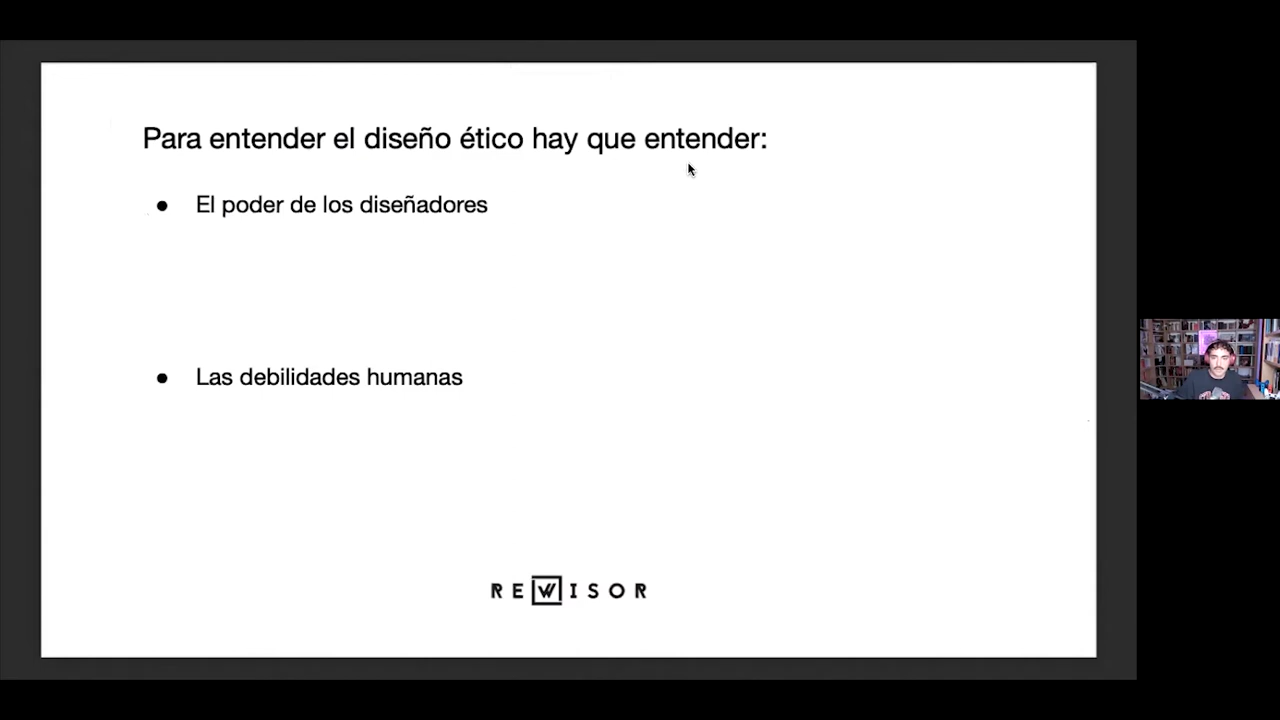 Para entender el diseño ético hay que entender:
● El poder de los diseñadores
● Las debilidades humanas
REWISOR